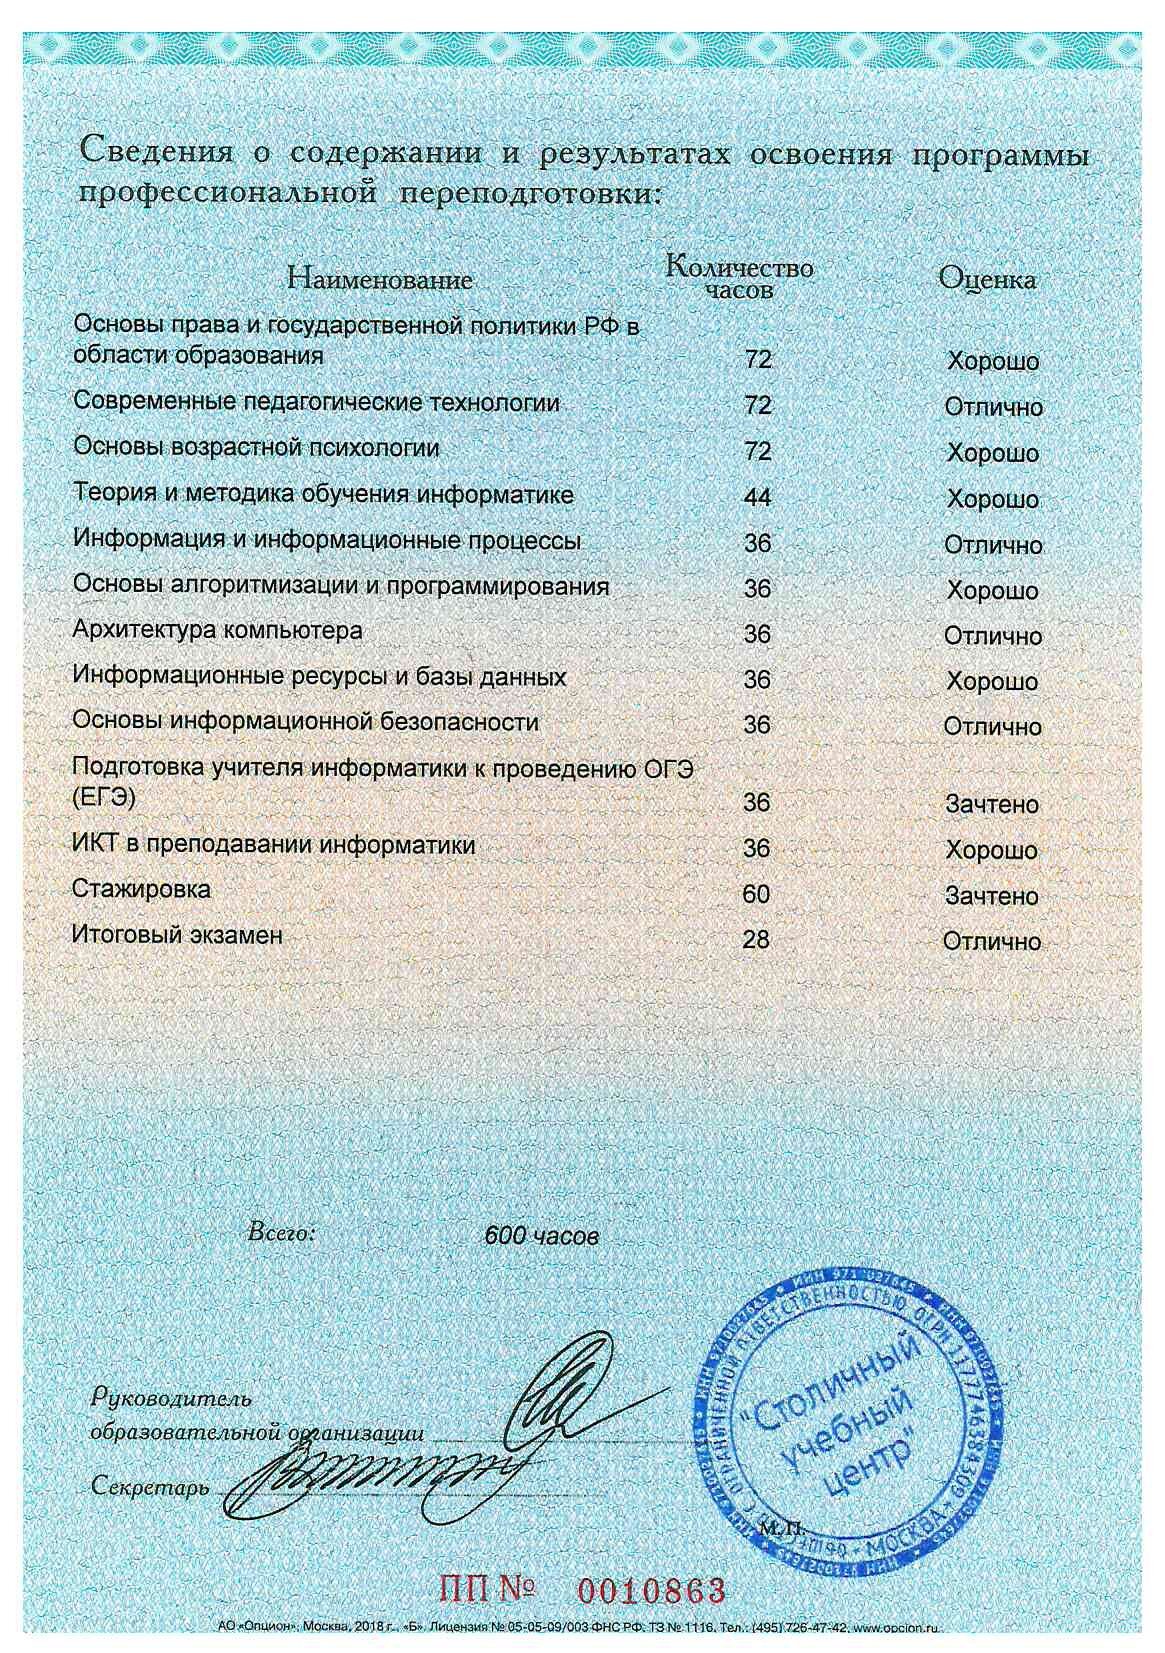 Сведения о содержании и результатах освоения программы
профессиональной переподготовки:
Наименование Количество часов Оценка
Основы права и государственной политики РФ в
области образования 72 Хорошо
Современные педагогические технологии 72 Отлично
Основы возрастной психологии 72 Хорошо
Теория и методика обучения информатике 44 Хорошо
Информация и информационные процессы 36 Отлично
Основы алгоритмизации и программирования 36 Хорошо
Архитектура компьютера 36 Отлично
Информационные ресурсы и базы данных 36 Хорошо
Основы информационной безопасности 36 Отлично
Подготовка учителя информатики к проведению ОГЭ
(ЕГЭ) 36 Зачтено
ИКТ в преподавании информатики 36 Хорошо
Стажировка 60 Зачтено
Итоговый экзамен 28 Отлично
Всего: 600 часов
Руководитель
образовательной организации
Секретарь
ОГРАНИЧЕННОЙ ОТВЕТСТВЕННОСТЬЮ ОГРН 1177746384309
МОСКВА
"Столичный
учебный
центр"
М.П.
ПП № 0010863
АО «Опцион», Москва, 2018 г., «Б». Лицензия № 05-05-09/003 ФНС РФ. ТЗ № 1116. Тел.: (495) 726-47-42, www.opcion.ru